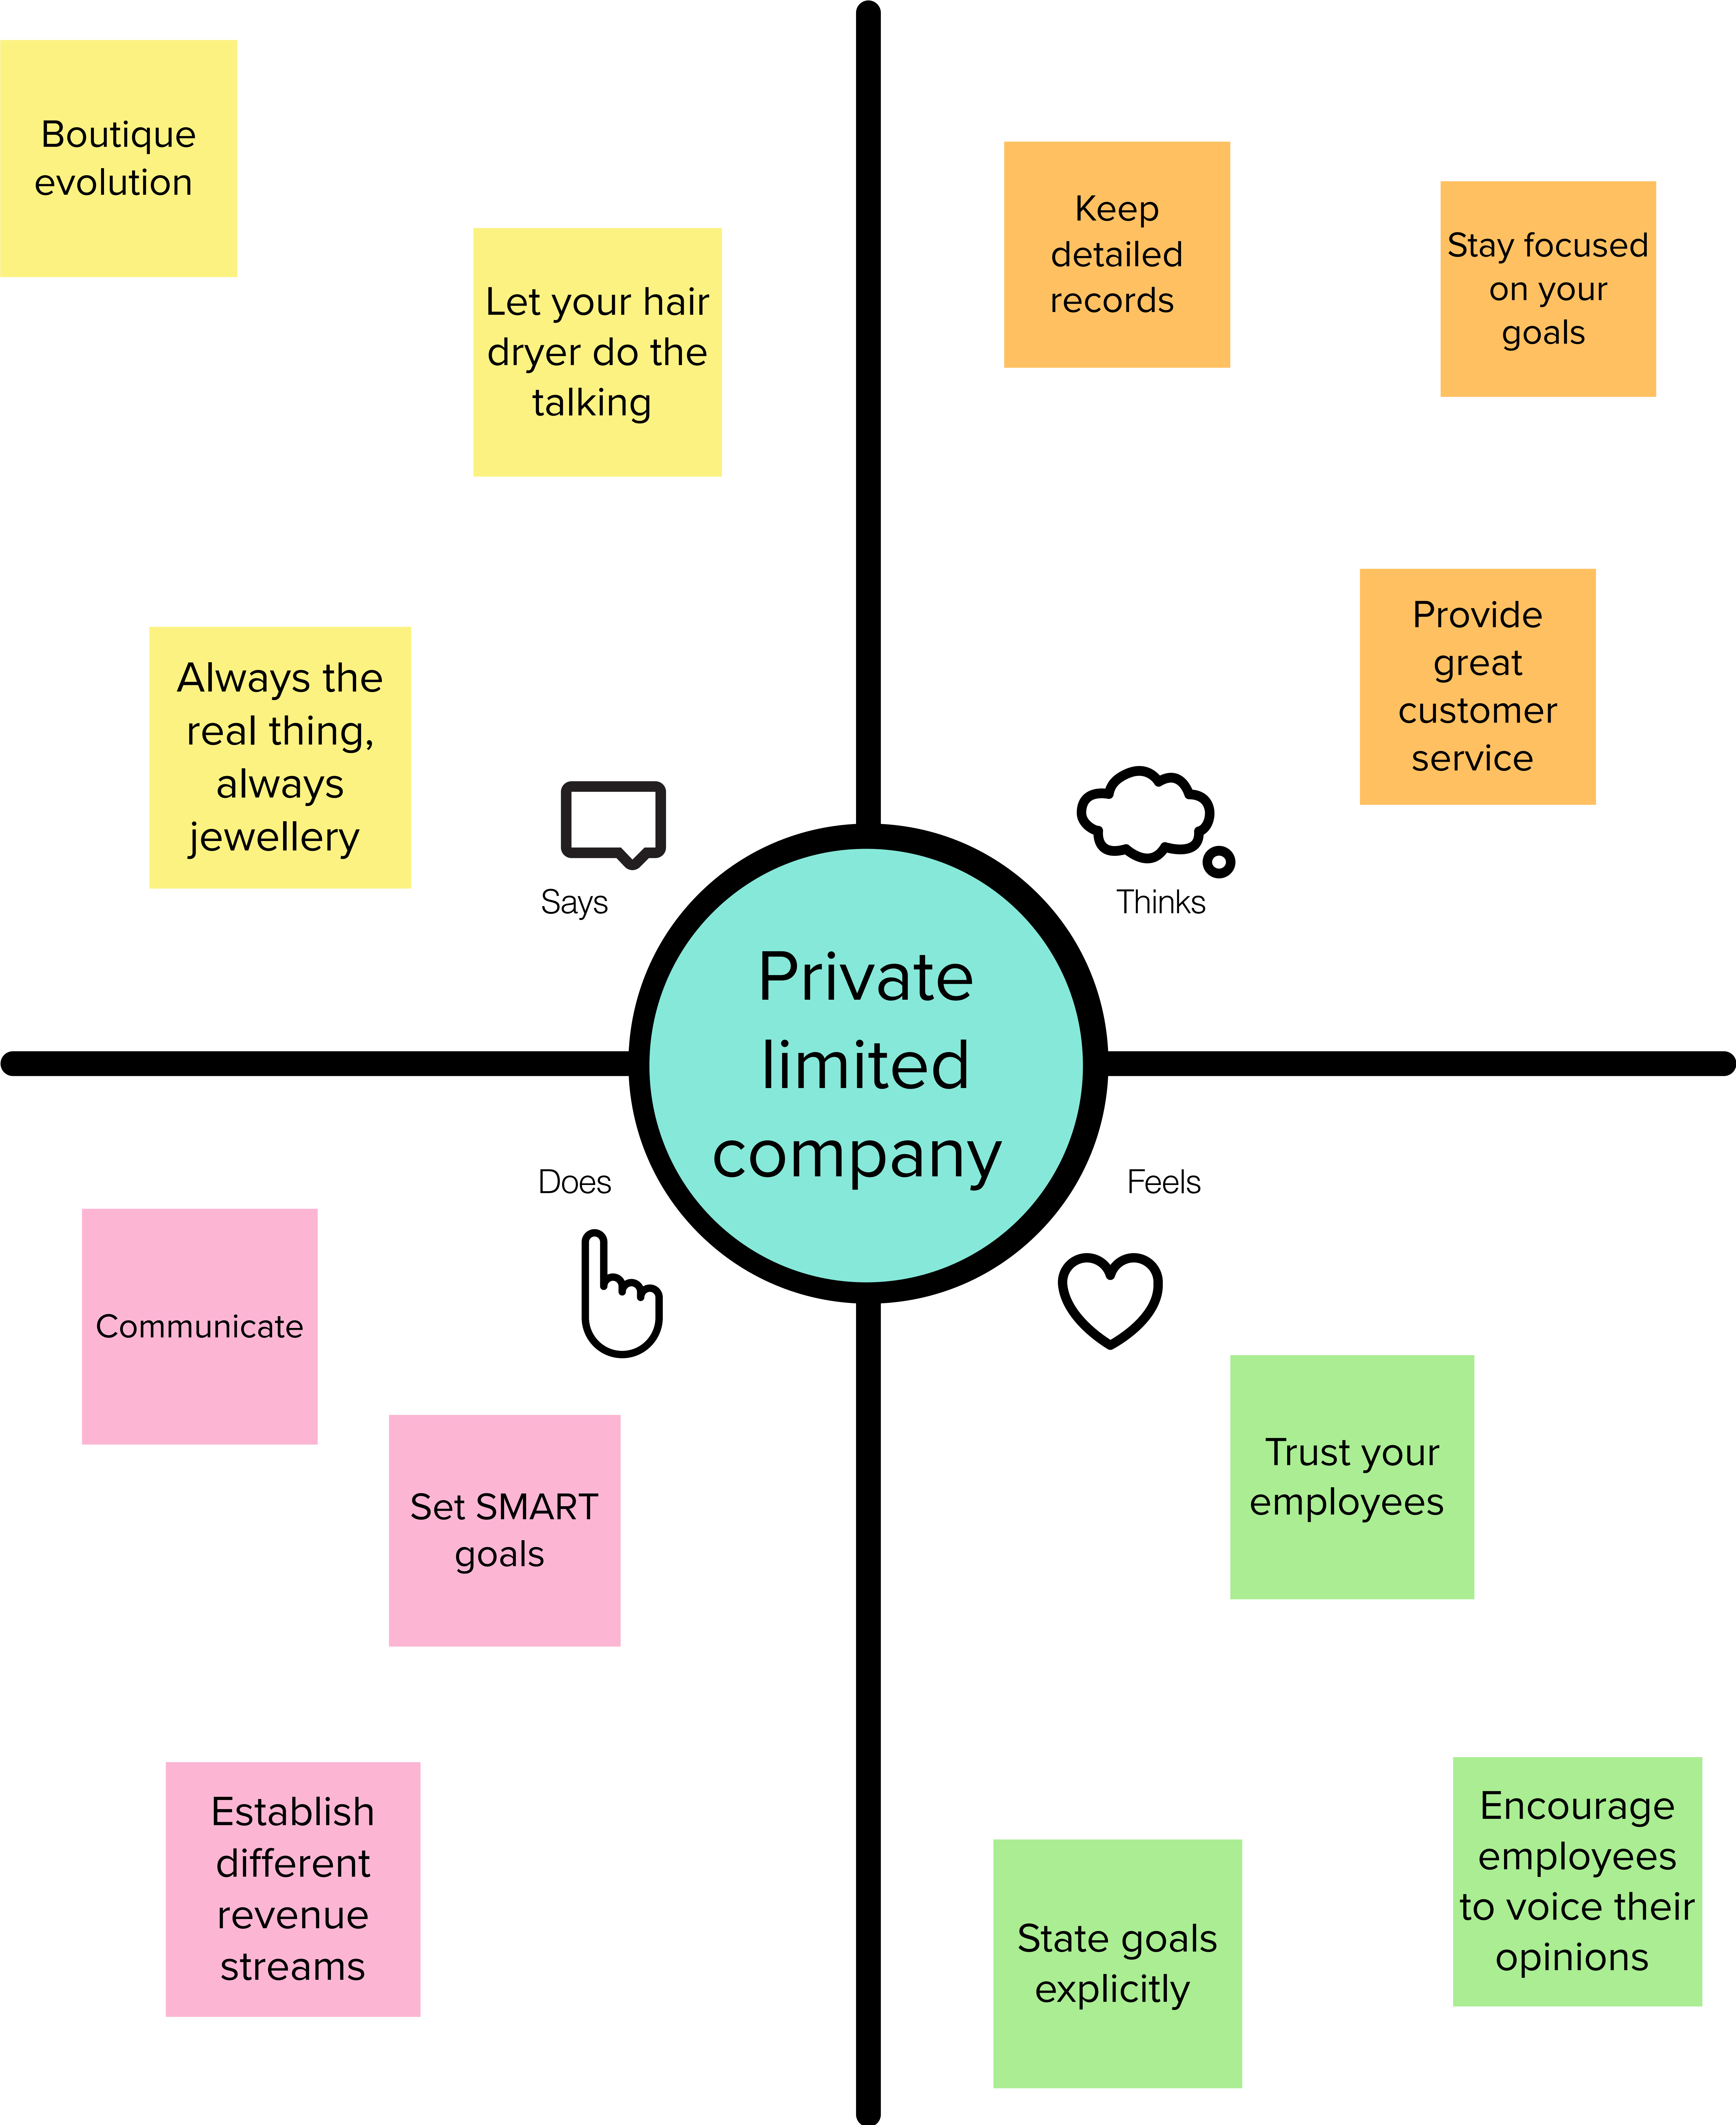 Boutique
evolution
Let your hair
dryer do the
talking
Always the
real thing,
always
jewellery
Says
Keep
detailed
records
Stay focused
on your
goals
Provide
great
customer
service
Thinks
Private
limited
company
Does
Communicate
Set SMART
goals
Establish
different
revenue
streams
Feels
Trust your
employees
State goals
explicitly
Encourage
employees
to voice their
opinions